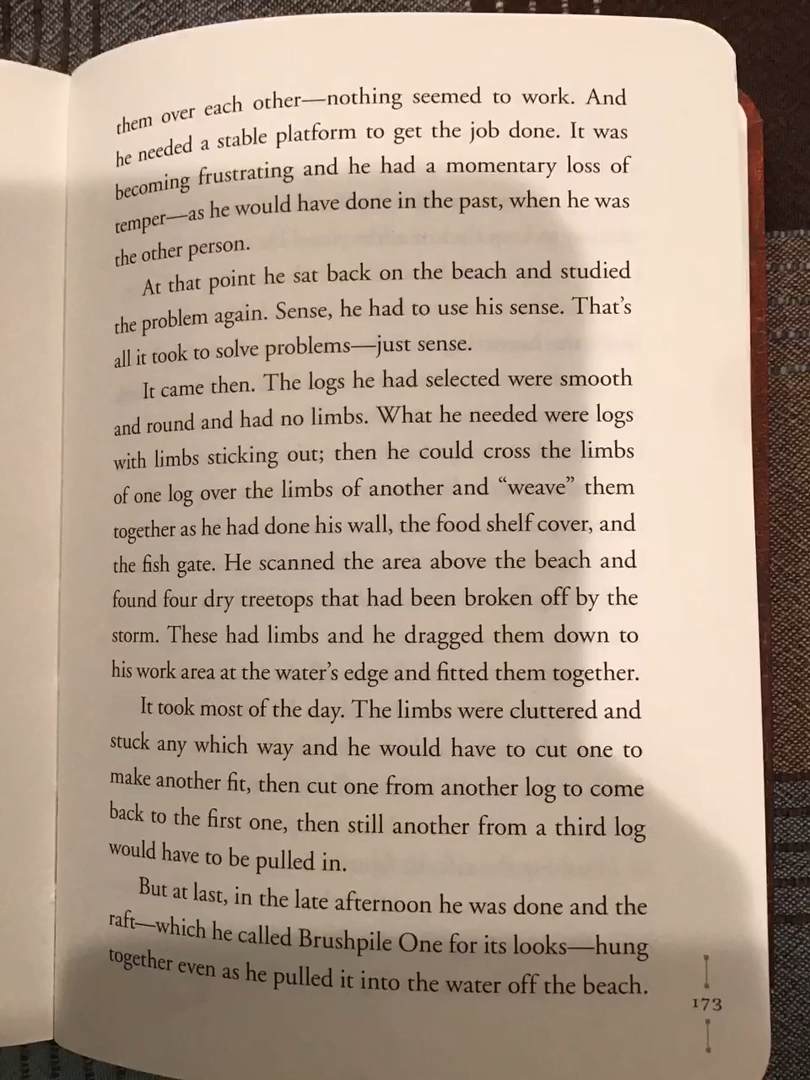 them over each other—nothing seemed to work. And
he needed a stable platform to get the job done. It was
becoming frustrating and he had a momentary loss of
temper—as he would have done in the past, when he was
the other person.
At that point he sat back on the beach and studied
the problem again. Sense, he had to use his sense. That’s
all it took to solve problems—just sense.
It came then. The logs he had selected were smooth
and round and had no limbs. What he needed were logs
with limbs sticking out; then he could cross the limbs
of one log over the limbs of another and “weave” them
together as he had done his wall, the food shelf cover, and
the fish gate. He scanned the area above the beach and
found four dry treetops that had been broken off by the
storm. These had limbs and he dragged them down to
his work area at the water’s edge and fitted them together.
It took most of the day. The limbs were cluttered and
stuck any which way and he would have to cut one to
make another fit, then cut one from another log to come
back to the first one, then still another from a third log
would have to be pulled in.
But at last, in the late afternoon he was done and the
raft—which he called Brushpile One for its looks—hung
together even as he pulled it into the water off the beach.
173